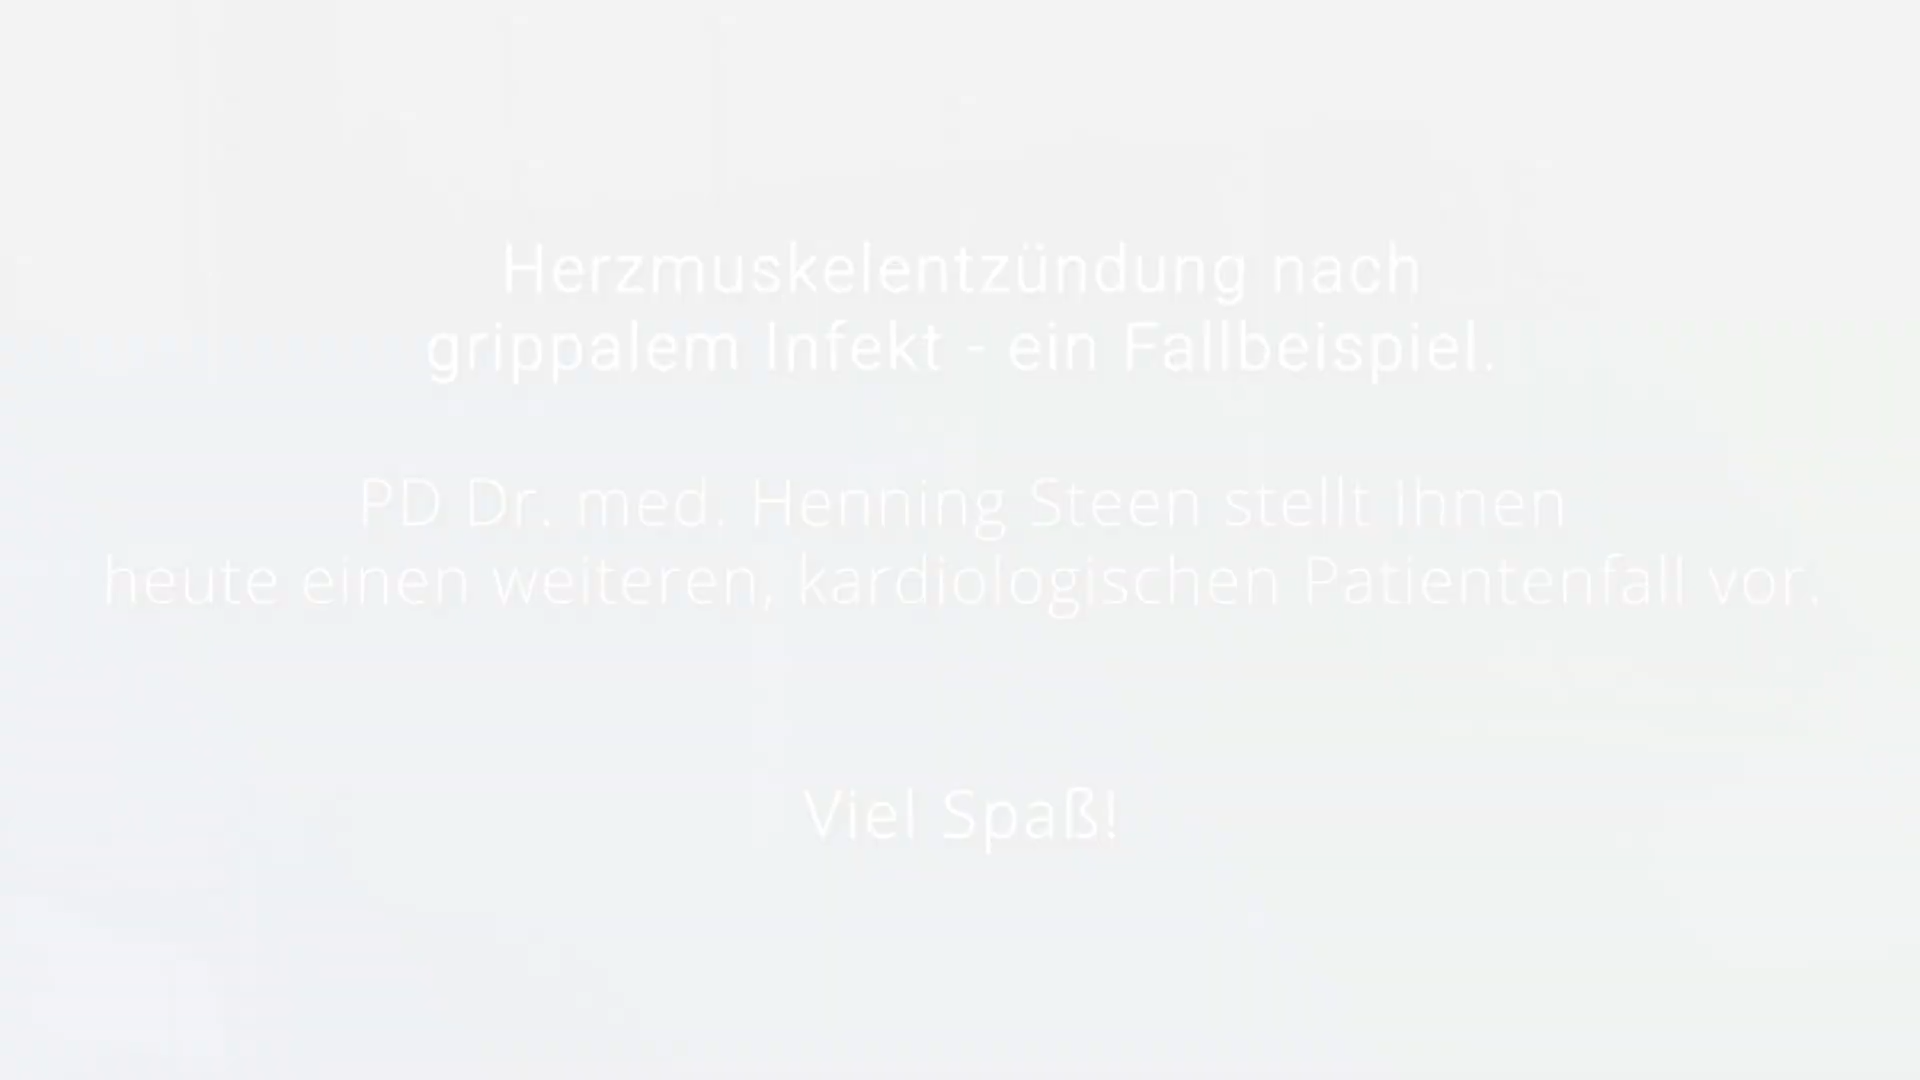 Herzmuskelentzündung nach
grippalem Infekt - ein Fallbeispiel.
PD Dr. med. Henning Steen stellt Ihnen
heute einen weiteren, kardiologischen Patientenfall vor.
Viel Spaß!